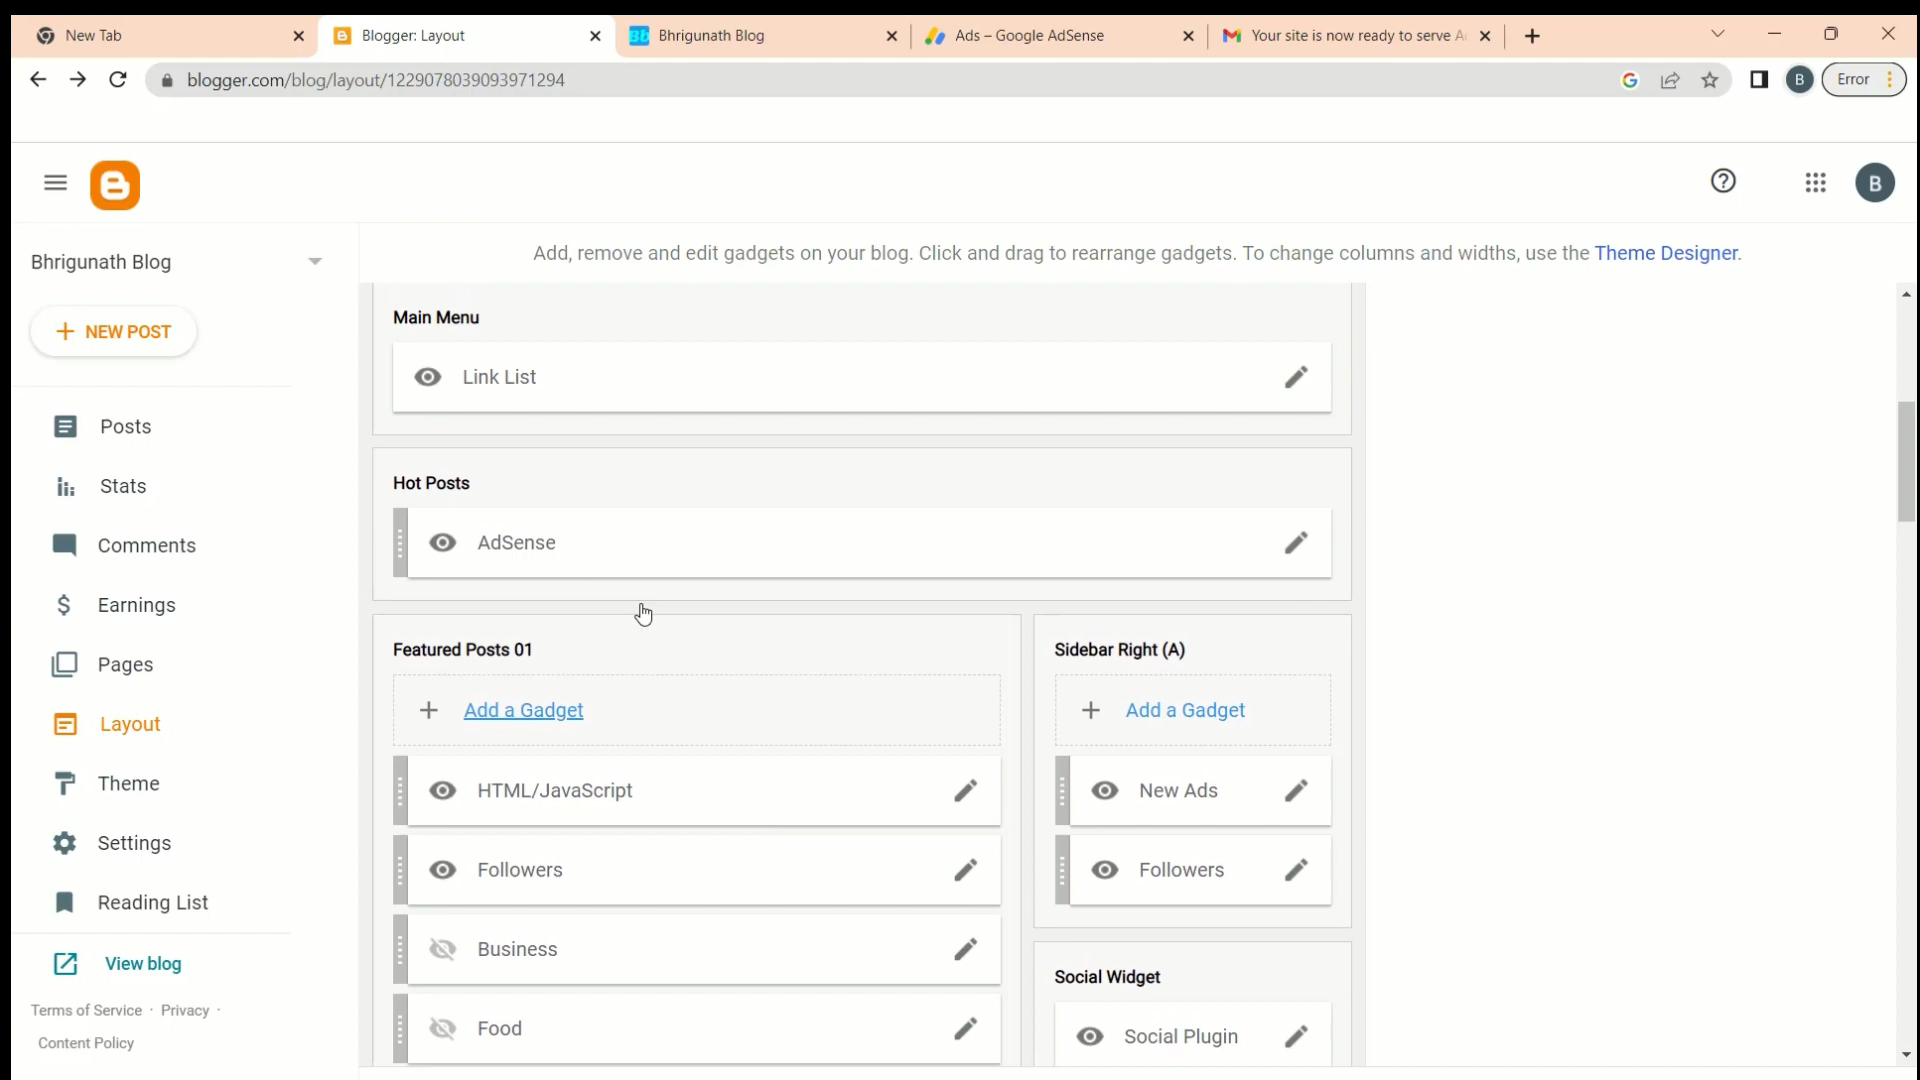 New Tab
Blogger: Layout
Bhrigunath Blog
Ads – Google AdSense
Your site is now ready to serve A
blogger.com/blog/layout/1229078039093971294
B
Error
B
Bhrigunath Blog
Add, remove and edit gadgets on your blog. Click and drag to rearrange gadgets. To change columns and widths, use the Theme Designer.
NEW POST
Posts
Stats
Comments
Earnings
Pages
Layout
Theme
Settings
Reading List
View blog
Terms of Service · Privacy ·
Content Policy
Main Menu
Link List
Hot Posts
AdSense
Featured Posts 01
Add a Gadget
HTML/JavaScript
Followers
Business
Food
Sidebar Right (A)
Add a Gadget
New Ads
Followers
Social Widget
Social Plugin